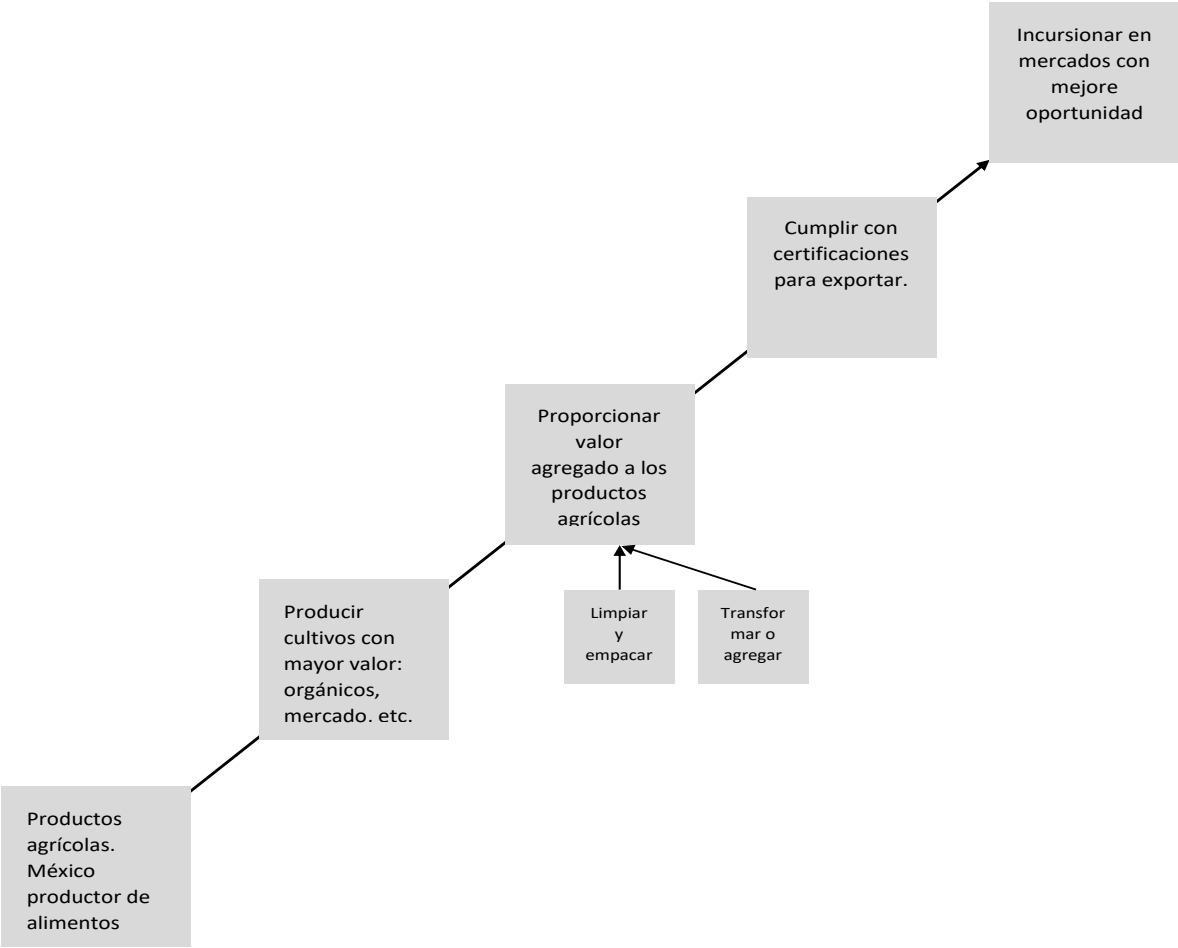 Incursionar en
mercados con
mejore
oportunidad
Cumplir con
certificaciones
para exportar.
Proporcionar
valor
agregado a los
productos
agrícolas
Limpiar
y
empacar
Transfor
mar o
agregar
Producir
cultivos con
mayor valor:
orgánicos,
mercado. etc.
Productos
agrícolas.
México
productor de
alimentos